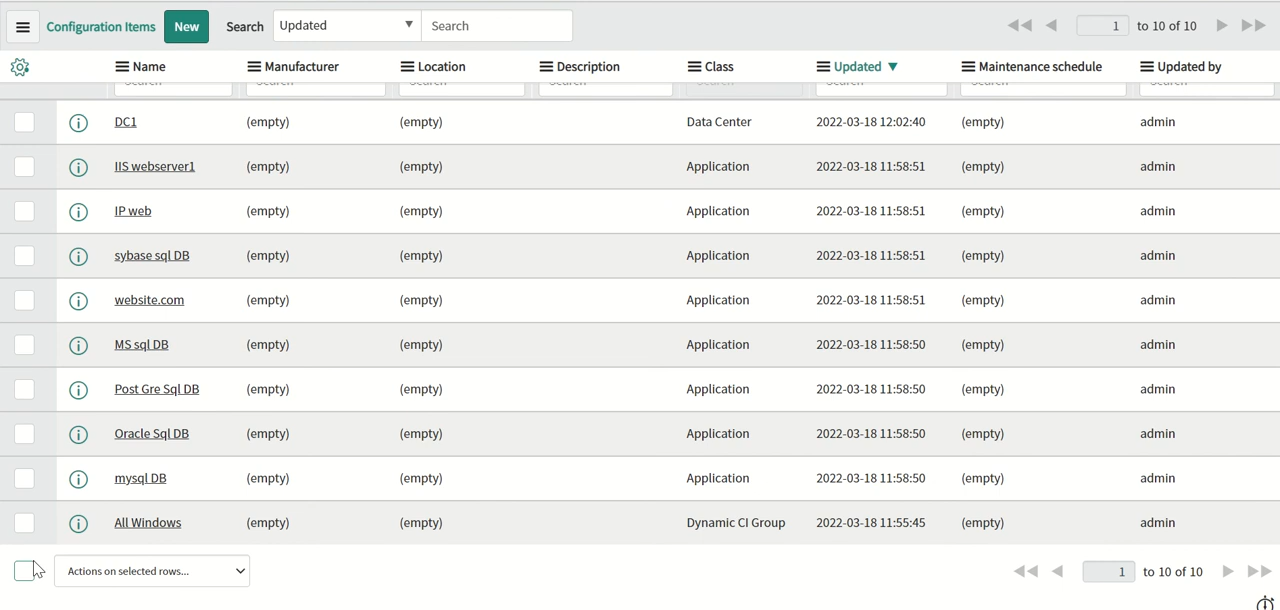 Configuration Items New Search Updated Search 1 to 10 of 10
Name Manufacturer Location Description Class Updated Maintenance schedule Updated by
Search Search Search Search Search Search Search Search
DC1 (empty) (empty) Data Center 2022-03-18 12:02:40 (empty) admin
IIS webserver1 (empty) (empty) Application 2022-03-18 11:58:51 (empty) admin
IP web (empty) (empty) Application 2022-03-18 11:58:51 (empty) admin
sybase sql DB (empty) (empty) Application 2022-03-18 11:58:51 (empty) admin
website.com (empty) (empty) Application 2022-03-18 11:58:51 (empty) admin
MS sql DB (empty) (empty) Application 2022-03-18 11:58:50 (empty) admin
Post Gre Sql DB (empty) (empty) Application 2022-03-18 11:58:50 (empty) admin
Oracle Sql DB (empty) (empty) Application 2022-03-18 11:58:50 (empty) admin
mysql DB (empty) (empty) Application 2022-03-18 11:58:50 (empty) admin
All Windows (empty) (empty) Dynamic CI Group 2022-03-18 11:55:45 (empty) admin
Actions on selected rows... 1 to 10 of 10